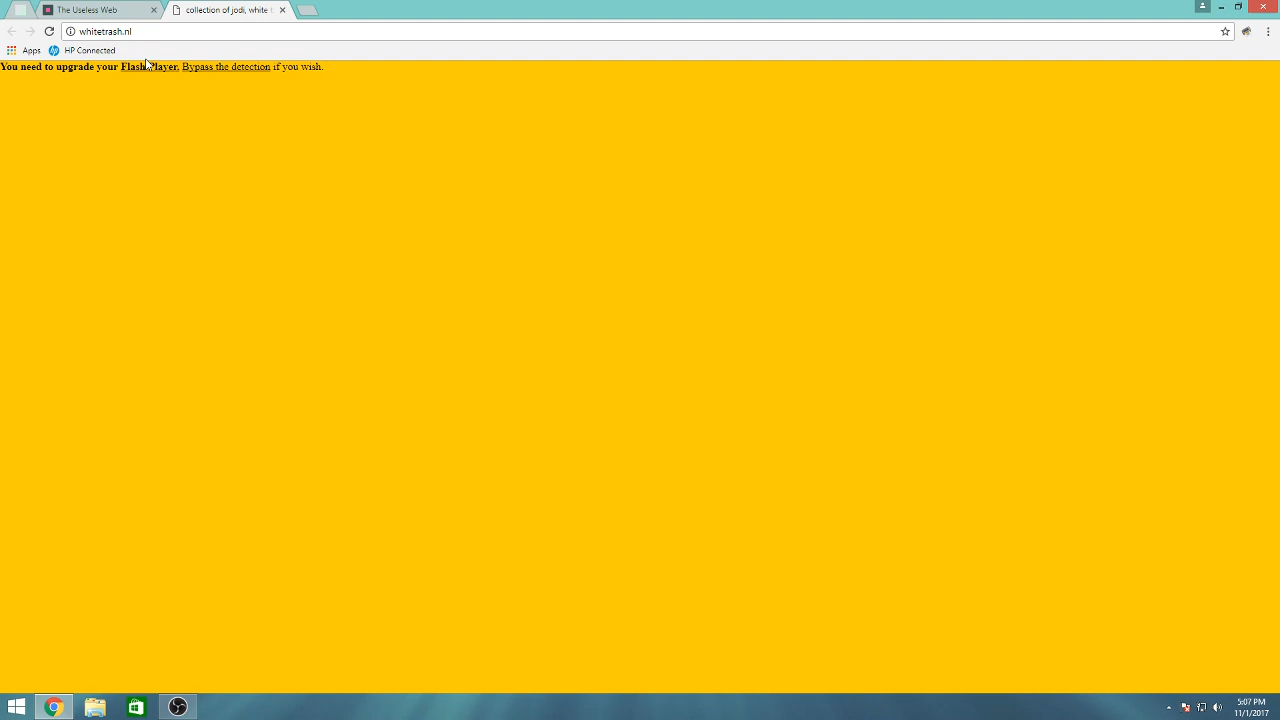 The Useless Web
collection of jodi, white t
whitetrash.nl
Apps
HP Connected
You need to upgrade your Flash Player. Bypass the detection if you wish.
5:07 PM
11/1/2017